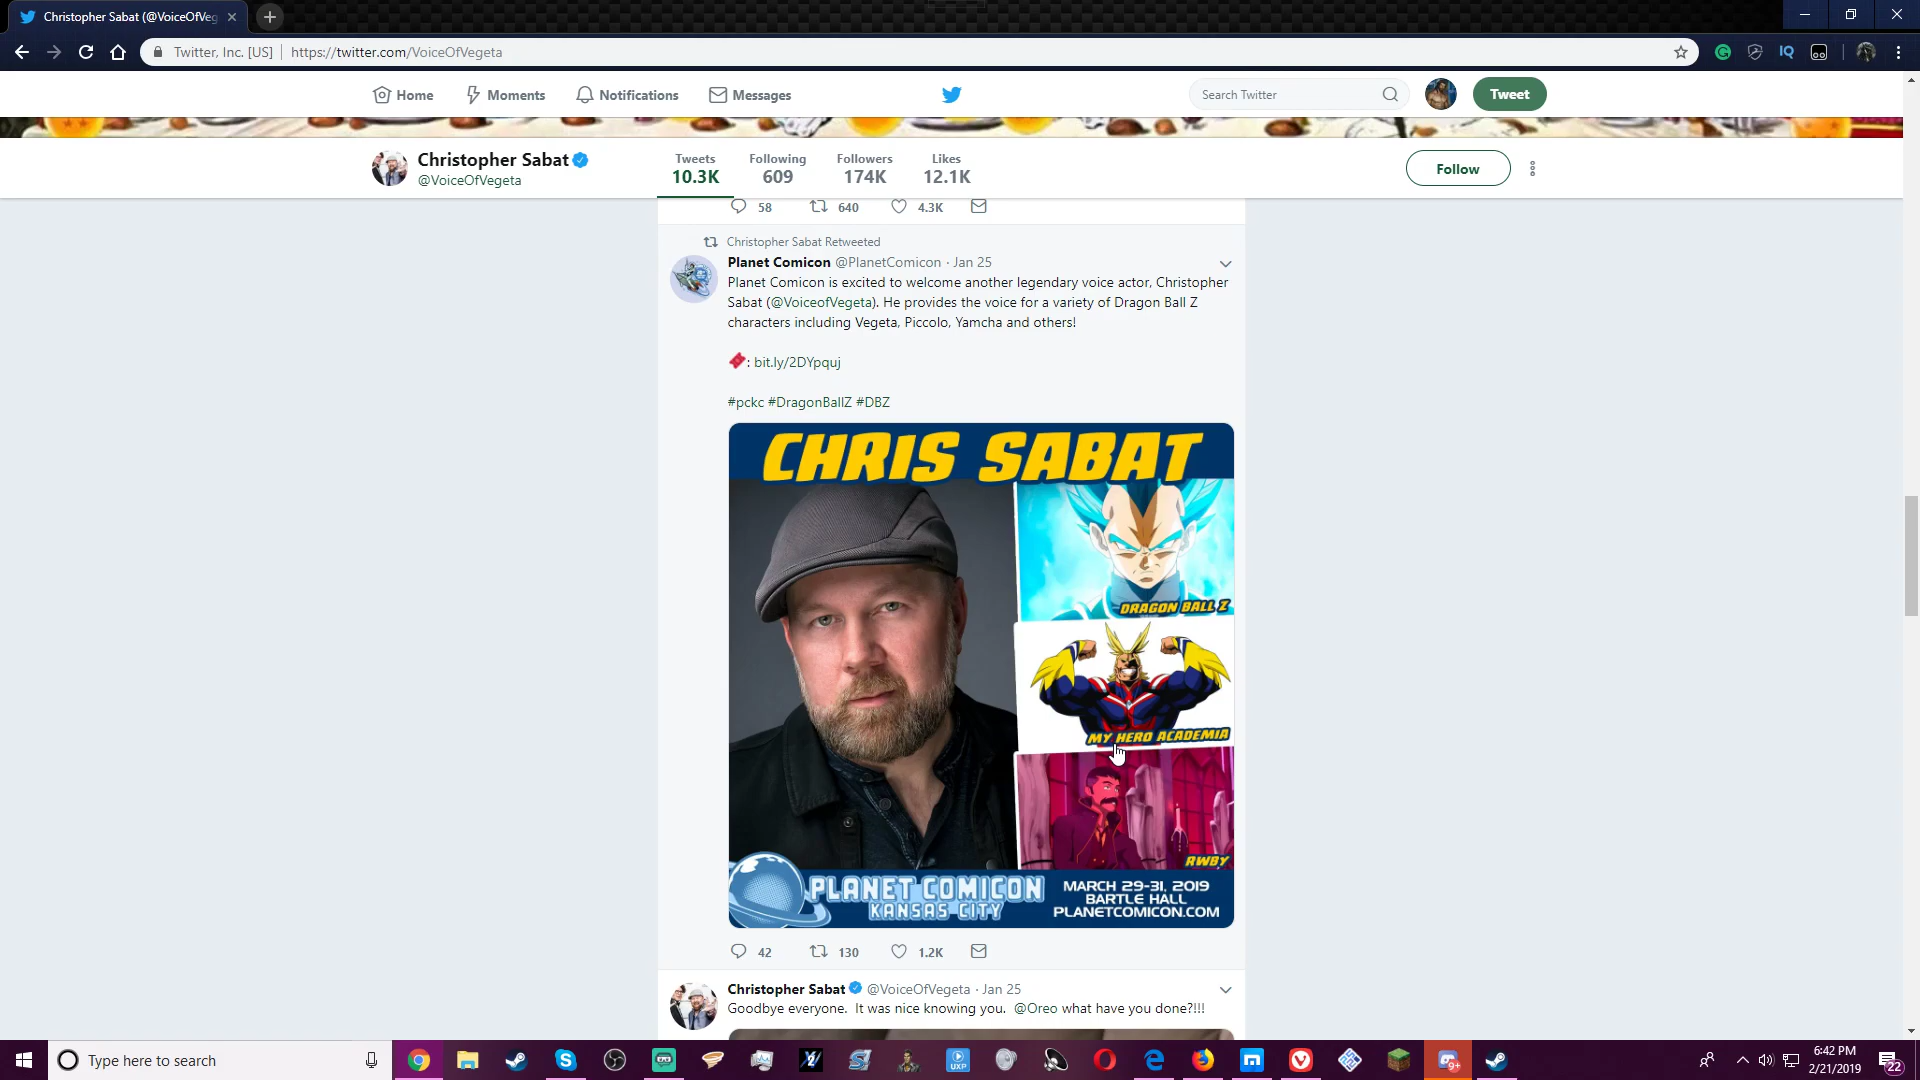 Christopher Sabat (@VoiceOfVeg
Twitter, Inc. [US] | https://twitter.com/VoiceOfVegeta
IQ
Home
Moments
Notifications
Messages
Search Twitter
Tweet
Christopher Sabat
@VoiceOfVegeta
Tweets
10.3K
Following
609
Followers
174K
Likes
12.1K
Follow
58
640
4.3K
Christopher Sabat Retweeted
Planet Comicon @PlanetComicon · Jan 25
Planet Comicon is excited to welcome another legendary voice actor, Christopher
Sabat (@VoiceofVegeta). He provides the voice for a variety of Dragon Ball Z
characters including Vegeta, Piccolo, Yamcha and others!
: bit.ly/2DYpquj
#pckc #DragonBallZ #DBZ
CHRIS SABAT
DRAGON BALL Z
MY HERO ACADEMIA
RWBY
PLANET COMICON
KANSAS CITY
MARCH 29-31, 2019
BARTLE HALL
PLANETCOMICON.COM
42
130
1.2K
Christopher Sabat @VoiceOfVegeta · Jan 25
Goodbye everyone. It was nice knowing you. @Oreo what have you done?!!!
Type here to search
UXP
9+
6:42 PM
2/21/2019
22